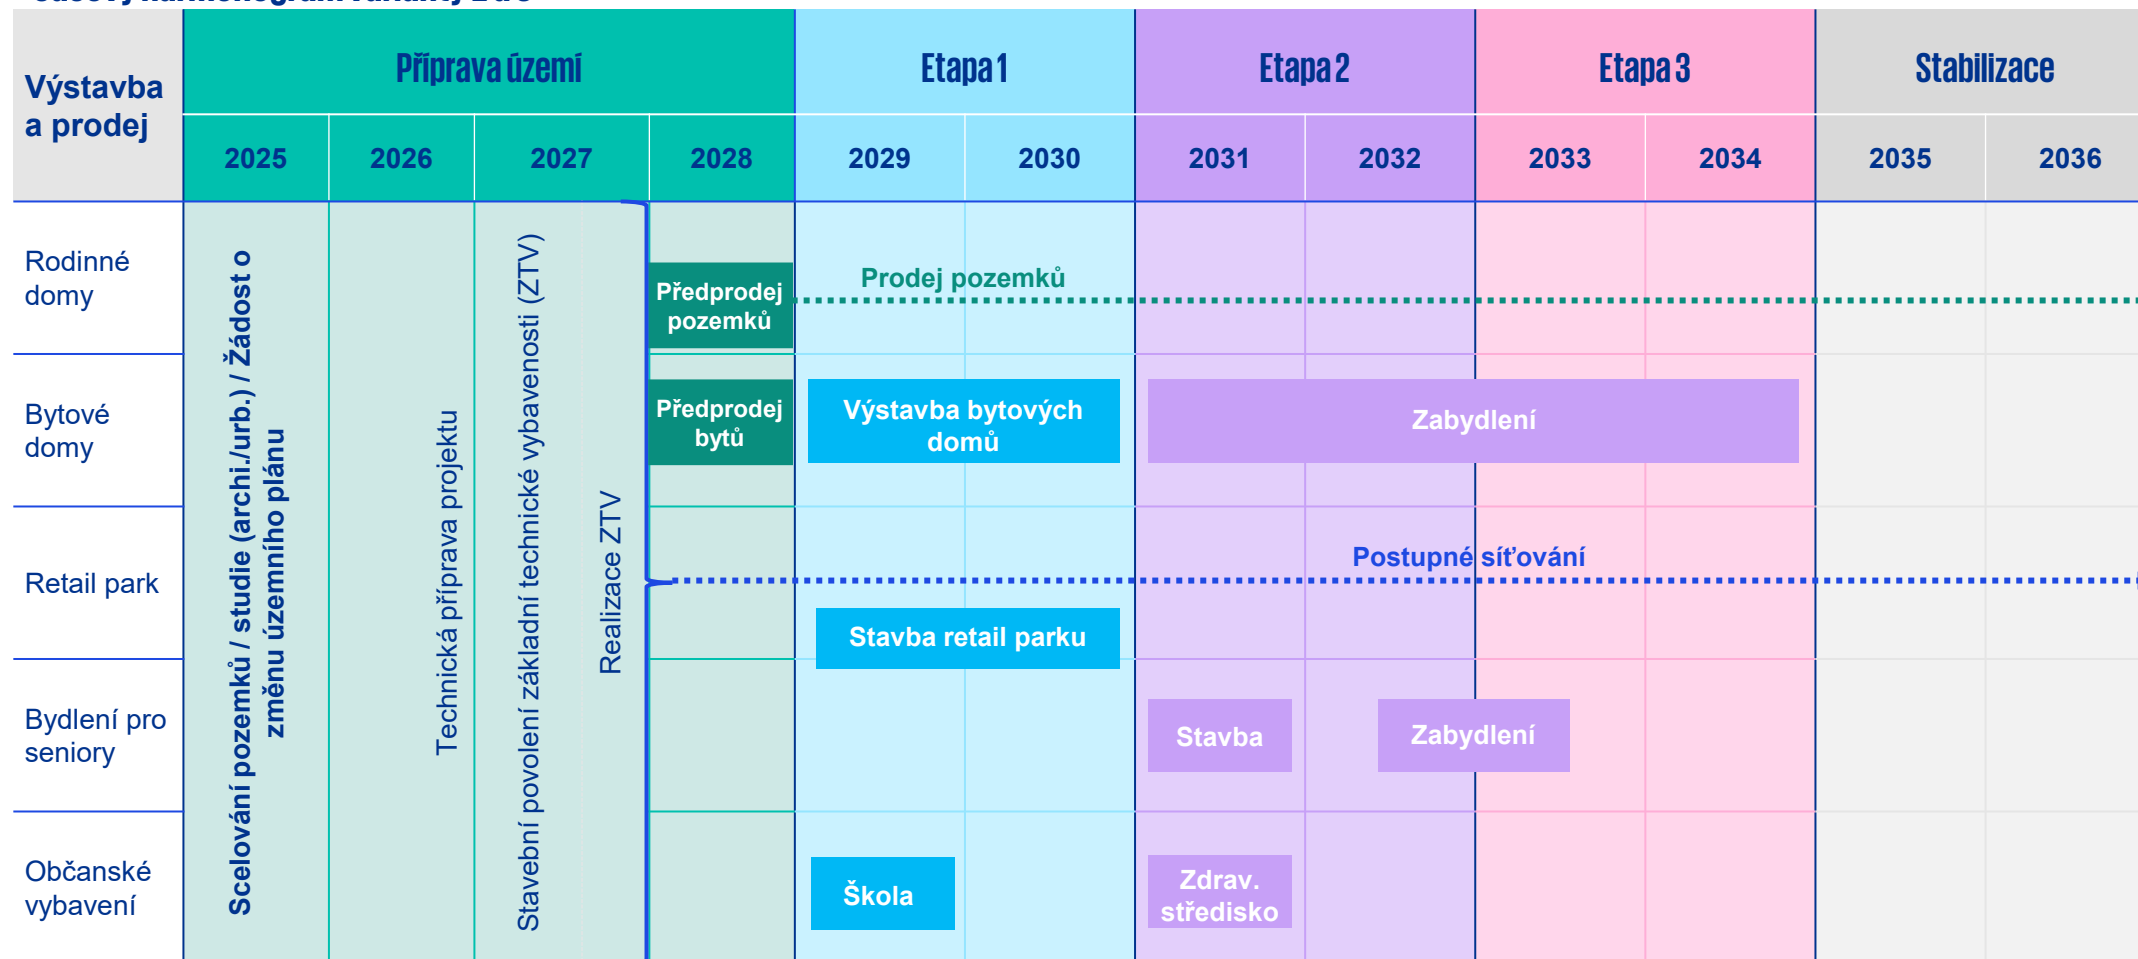 Výstavba
a prodej
Příprava území
Etapa 1
Etapa 2
Etapa 3
Stabilizace
2025
2026
2027
2028
2029
2030
2031
2032
2033
2034
2035
2036
Rodinné
domy
Bytové
domy
Retail park
Bydlení pro
seniory
Občanské
vybavení
Scelování pozemků / studie (archi./urb.) / Žádost o
změnu územního plánu
Technická příprava projektu
Stavební povolení základní technické vybavenosti (ZTV)
Realizace ZTV
Předprodej
pozemků
Prodej pozemků
Předprodej
bytů
Výstavba bytových
domů
Zabydlení
Postupné síťování
Stavba retail parku
Stavba
Zabydlení
Škola
Zdrav.
středisko